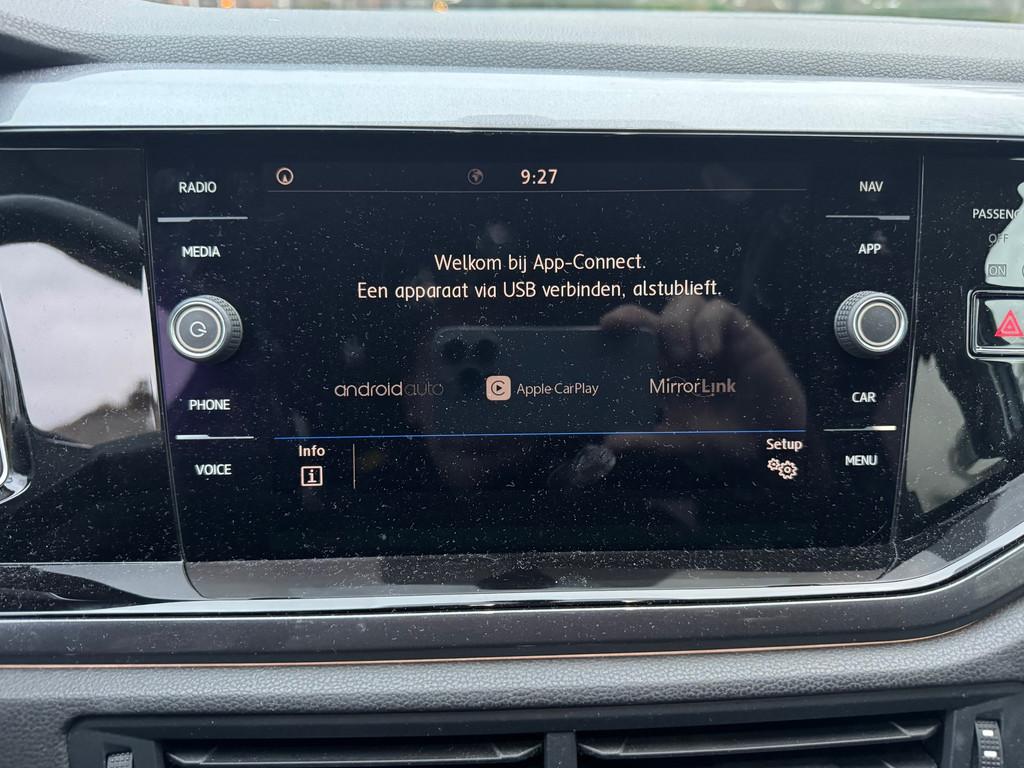 RADIO
MEDIA
PHONE
VOICE
9:27
Welkom bij App-Connect.
Een apparaat via USB verbinden, alstublieft.
androidauto
Apple CarPlay
MirrorLink
Info
i
Setup
NAV
APP
CAR
MENU
PASSENG
OFF
ON